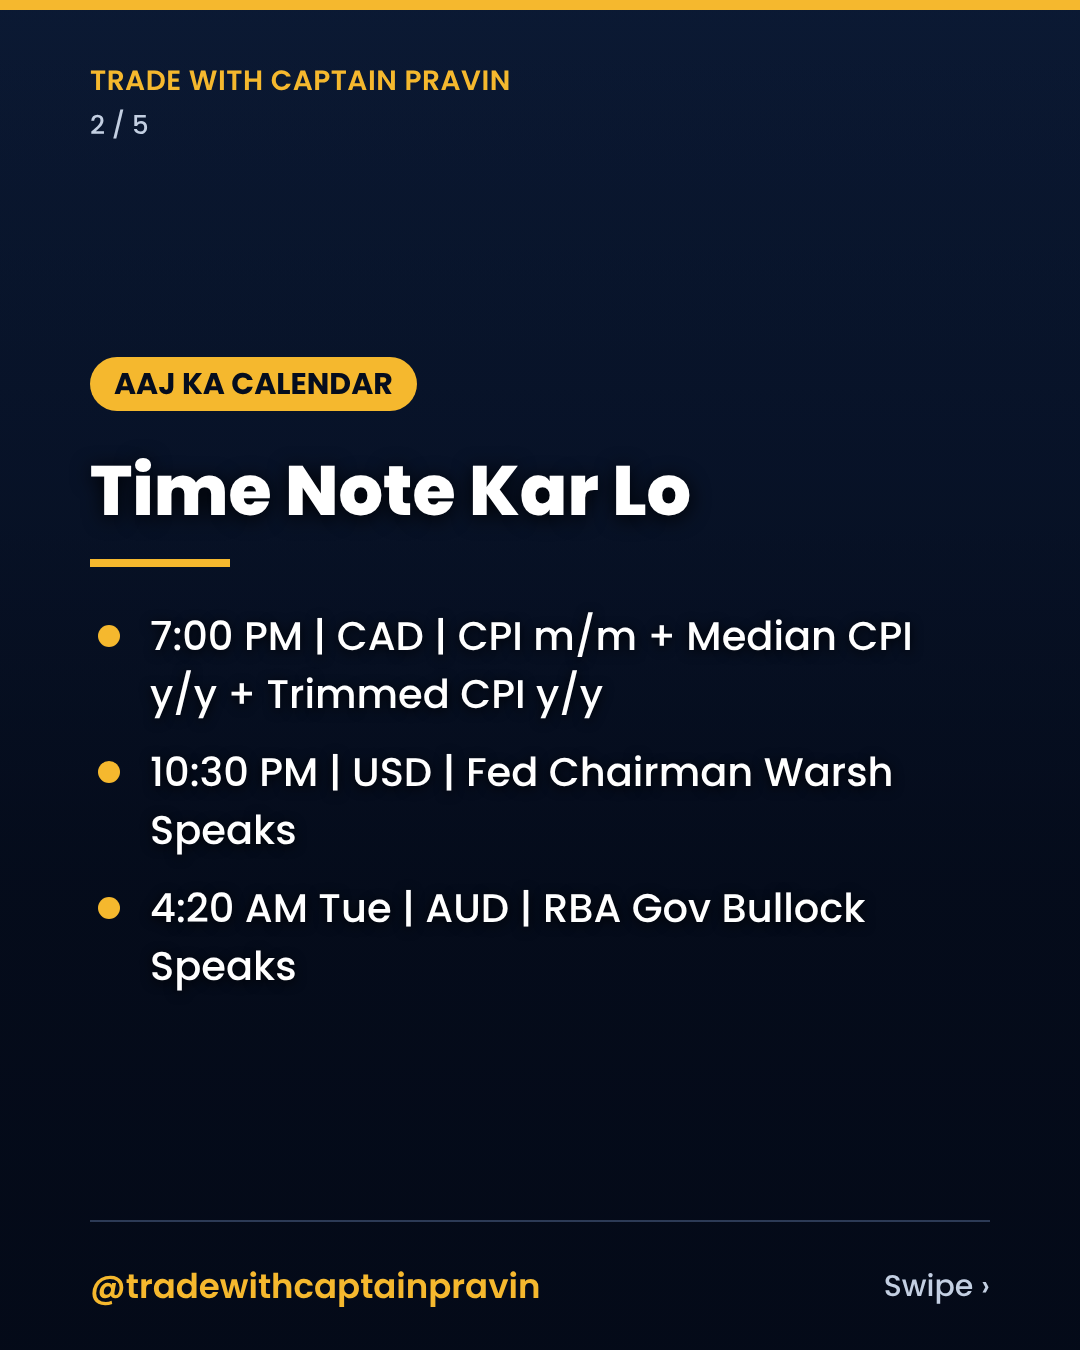 TRADE WITH CAPTAIN PRAVIN
2 / 5
AAJ KA CALENDAR
Time Note Kar Lo
7:00 PM | CAD | CPI m/m + Median CPI
y/y + Trimmed CPI y/y
10:30 PM | USD | Fed Chairman Warsh
Speaks
4:20 AM Tue | AUD | RBA Gov Bullock
Speaks
@tradewithcaptainpravin
Swipe ›